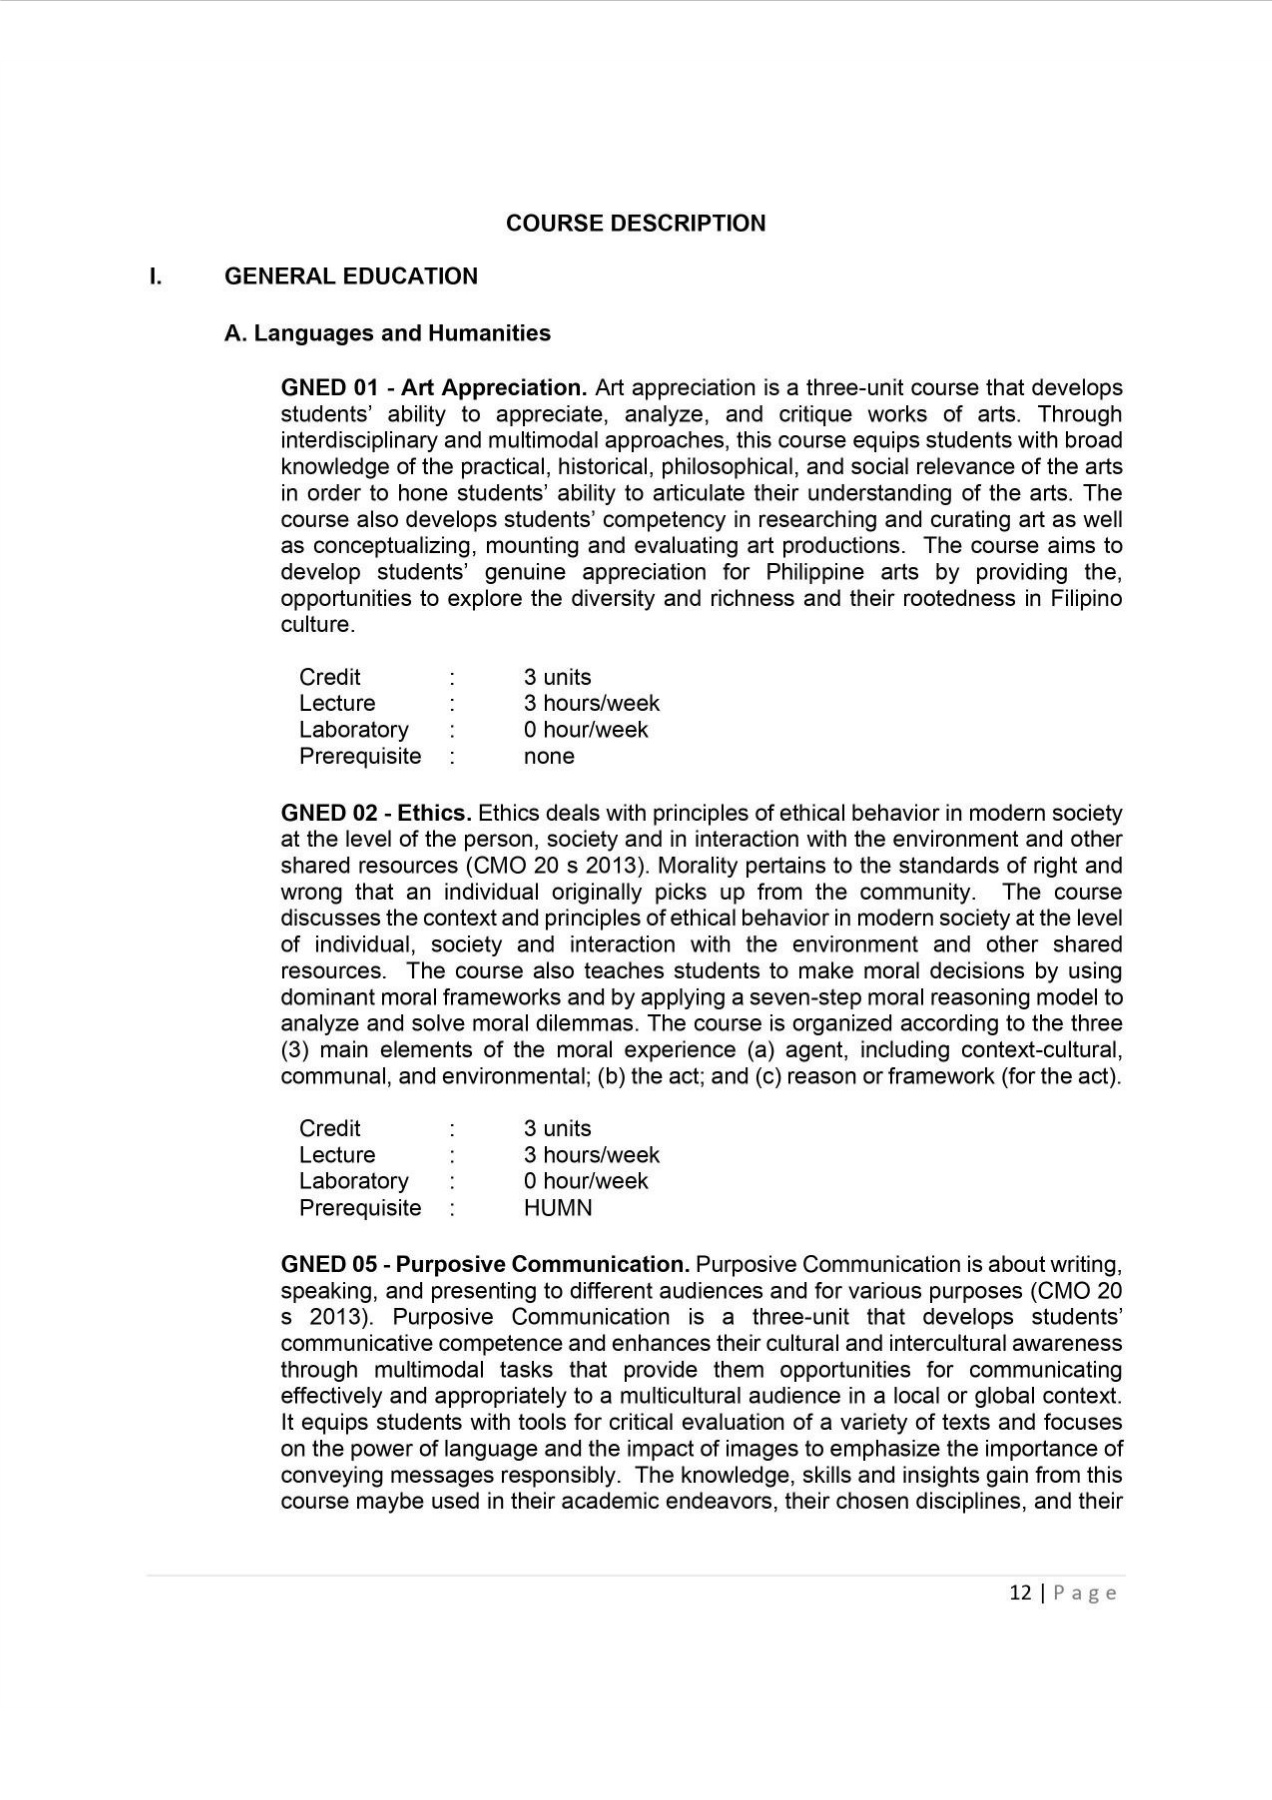 COURSE DESCRIPTION
I. GENERAL EDUCATION
A. Languages and Humanities
GNED 01 - Art Appreciation. Art appreciation is a three-unit course that develops
students’ ability to appreciate, analyze, and critique works of arts. Through
interdisciplinary and multimodal approaches, this course equips students with broad
knowledge of the practical, historical, philosophical, and social relevance of the arts
in order to hone students’ ability to articulate their understanding of the arts. The
course also develops students’ competency in researching and curating art as well
as conceptualizing, mounting and evaluating art productions. The course aims to
develop students’ genuine appreciation for Philippine arts by providing the,
opportunities to explore the diversity and richness and their rootedness in Filipino
culture.
Credit : 3 units
Lecture : 3 hours/week
Laboratory : 0 hour/week
Prerequisite : none
GNED 02 - Ethics. Ethics deals with principles of ethical behavior in modern society
at the level of the person, society and in interaction with the environment and other
shared resources (CMO 20 s 2013). Morality pertains to the standards of right and
wrong that an individual originally picks up from the community. The course
discusses the context and principles of ethical behavior in modern society at the level
of individual, society and interaction with the environment and other shared
resources. The course also teaches students to make moral decisions by using
dominant moral frameworks and by applying a seven-step moral reasoning model to
analyze and solve moral dilemmas. The course is organized according to the three
(3) main elements of the moral experience (a) agent, including context-cultural,
communal, and environmental; (b) the act; and (c) reason or framework (for the act).
Credit : 3 units
Lecture : 3 hours/week
Laboratory : 0 hour/week
Prerequisite : HUMN
GNED 05 - Purposive Communication. Purposive Communication is about writing,
speaking, and presenting to different audiences and for various purposes (CMO 20
s 2013). Purposive Communication is a three-unit that develops students’
communicative competence and enhances their cultural and intercultural awareness
through multimodal tasks that provide them opportunities for communicating
effectively and appropriately to a multicultural audience in a local or global context.
It equips students with tools for critical evaluation of a variety of texts and focuses
on the power of language and the impact of images to emphasize the importance of
conveying messages responsibly. The knowledge, skills and insights gain from this
course maybe used in their academic endeavors, their chosen disciplines, and their
12 | Page